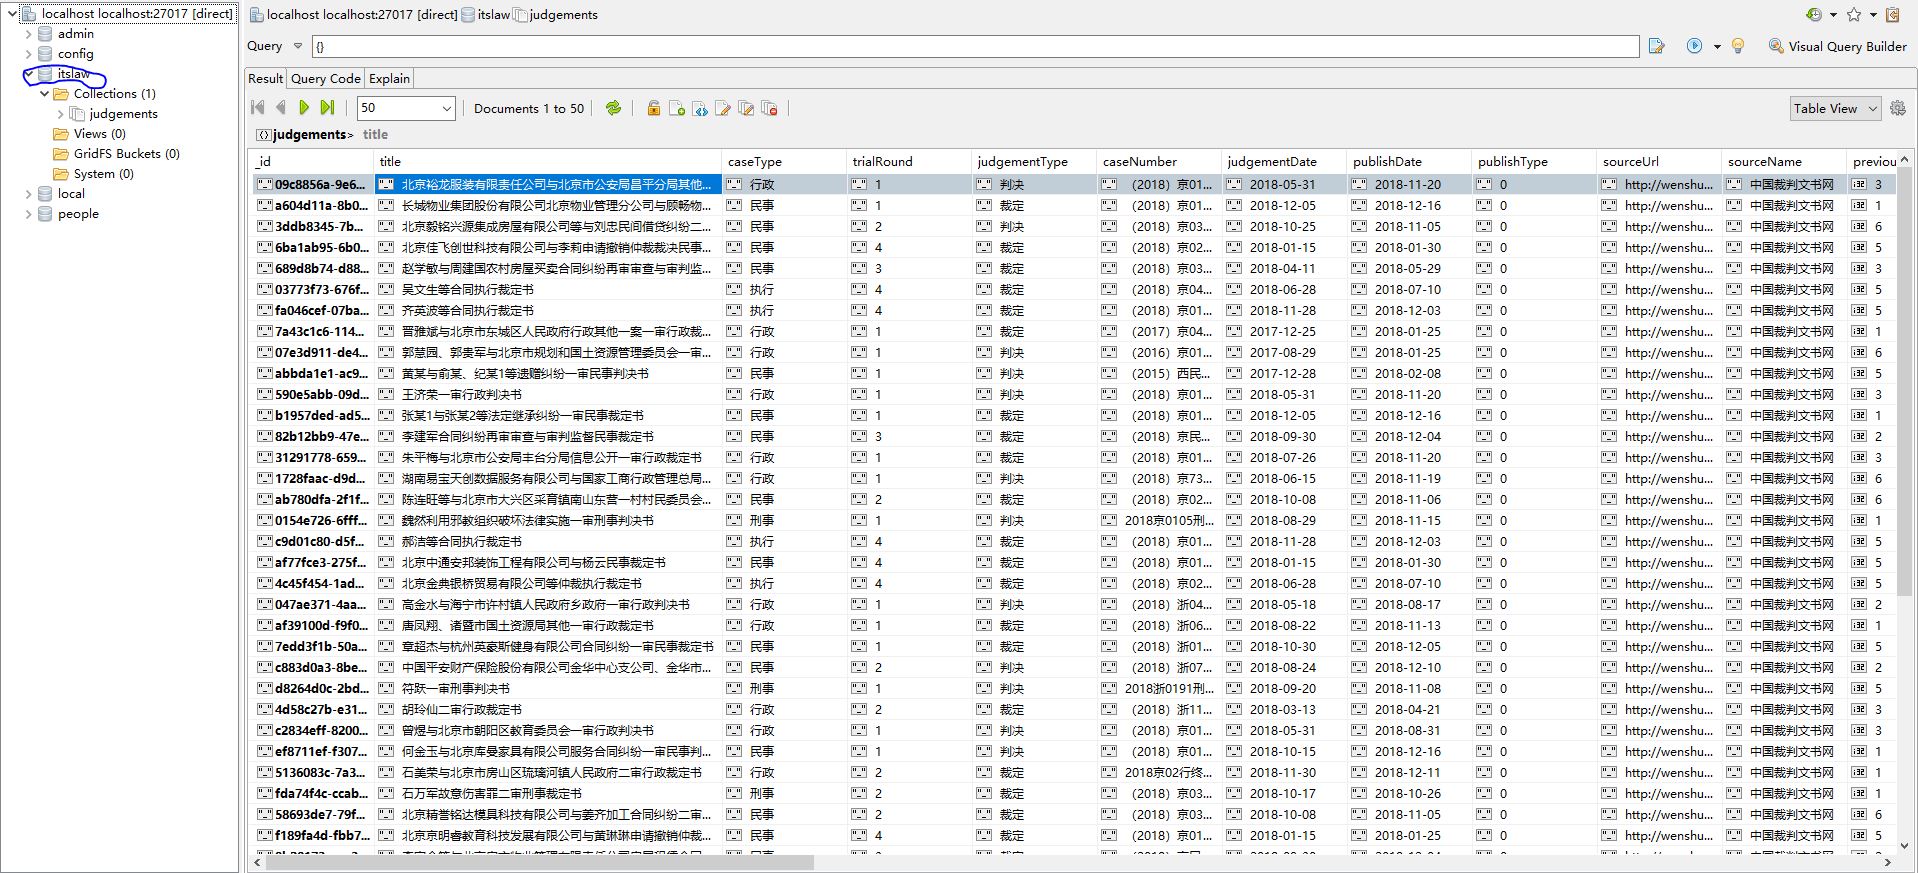 localhost localhost:27017 [direct]
admin
config
itslaw
Collections (1)
judgements
Views (0)
GridFS Buckets (0)
System (0)
local
people
localhost localhost:27017 [direct] itslaw judgements
Query {} Visual Query Builder
Result Query Code Explain
50 Documents 1 to 50 Table View
judgements> title
_id title caseType trialRound judgementType caseNumber judgementDate publishDate publishType sourceUrl sourceName previou
09c8856a-9e6... 北京裕龙服装有限责任公司与北京市公安局昌平分局其他... 行政 1 判决 （2018）京01... 2018-05-31 2018-11-20 0 http://wenshu... 中国裁判文书网 3
a604d11a-8b0... 长城物业集团股份有限公司北京物业管理分公司与顾畅物... 民事 1 裁定 （2018）京01... 2018-12-05 2018-12-16 0 http://wenshu... 中国裁判文书网 1
3ddb8345-7b... 北京毅铭兴源集成房屋有限公司等与刘忠民间借贷纠纷二... 民事 2 判决 （2018）京03... 2018-10-25 2018-11-05 0 http://wenshu... 中国裁判文书网 6
6ba1ab95-6b0... 北京任飞创世科技有限公司与李莉申请撤销仲裁裁决民事... 民事 4 裁定 （2018）京02... 2018-01-15 2018-01-30 0 http://wenshu... 中国裁判文书网 5
689d8b74-d88... 赵学敏与周建国农村房屋买卖合同纠纷再审审查与审判监... 民事 3 裁定 （2018）京03... 2018-04-11 2018-05-29 0 http://wenshu... 中国裁判文书网 3
03773f73-676f... 吴文生等合同执行裁定书 执行 4 裁定 （2018）京04... 2018-06-28 2018-07-10 0 http://wenshu... 中国裁判文书网 5
fa046cef-07ba... 齐英波等合同执行裁定书 执行 4 裁定 （2018）京04... 2018-11-28 2018-12-03 0 http://wenshu... 中国裁判文书网 5
7a43c1c6-114... 晋雅斌与北京市东城区人民政府行政其他一案一审行政裁... 行政 1 裁定 （2017）京04... 2017-12-25 2018-01-25 0 http://wenshu... 中国裁判文书网 1
07e3d911-de4... 郭慧园、郭贵军与北京市规划和国土资源管理委员会一审... 行政 1 判决 （2016）京01... 2017-08-29 2018-01-25 0 http://wenshu... 中国裁判文书网 6
abbda1e1-ac9... 黄某与俞某、纪某1等遗赠纠纷一审民事判决书 民事 1 判决 （2015）西民... 2017-12-28 2018-02-08 0 http://wenshu... 中国裁判文书网 5
590e5abb-09d... 王济荣一审行政判决书 行政 1 判决 （2018）京01... 2018-05-31 2018-11-20 0 http://wenshu... 中国裁判文书网 3
b1957ded-ad5... 张某1与张某2等法定继承纠纷一审民事裁定书 民事 1 裁定 （2018）京01... 2018-12-05 2018-12-16 0 http://wenshu... 中国裁判文书网 1
82b12bb9-47e... 李建军合同纠纷再审审查与审判监督民事裁定书 民事 3 裁定 （2018）京民... 2018-09-30 2018-12-04 0 http://wenshu... 中国裁判文书网 2
31291778-659... 朱平梅与北京市公安局丰台分局信息公开一审行政裁定书 行政 1 裁定 （2018）京01... 2018-07-26 2018-11-20 0 http://wenshu... 中国裁判文书网 3
1728faac-d9d... 湖南易宝天创数据服务有限公司与国家工商行政管理总局... 行政 1 判决 （2018）京73... 2018-06-15 2018-11-19 0 http://wenshu... 中国裁判文书网 6
ab780dfa-2f1f... 陈连旺等与北京市大兴区采育镇南山东营一村村民委员会... 民事 2 裁定 （2018）京02... 2018-10-08 2018-11-06 0 http://wenshu... 中国裁判文书网 6
0154e726-6fff... 魏然利用邪教组织破坏法律实施一审刑事判决书 刑事 1 判决 2018京0105刑... 2018-08-29 2018-11-15 0 http://wenshu... 中国裁判文书网 1
c9d01c80-d5f... 郝洁等合同执行裁定书 执行 4 裁定 （2018）京04... 2018-11-28 2018-12-03 0 http://wenshu... 中国裁判文书网 5
af77fce3-275f... 北京中通安邦装饰工程有限公司与杨云民事裁定书 民事 4 裁定 （2018）京02... 2018-01-15 2018-01-30 0 http://wenshu... 中国裁判文书网 5
4c45f454-1ad... 北京金典银桥贸易有限公司等仲裁执行裁定书 执行 4 裁定 （2018）京02... 2018-06-28 2018-07-10 0 http://wenshu... 中国裁判文书网 5
047ae371-4aa... 高金水与海宁市许村镇人民政府乡政府一审行政判决书 行政 1 判决 （2018）浙04... 2018-05-18 2018-08-17 0 http://wenshu... 中国裁判文书网 2
af39100d-f9f0... 唐凤翔、诸暨市国土资源局其他一审行政裁定书 行政 1 裁定 （2018）浙06... 2018-08-22 2018-11-13 0 http://wenshu... 中国裁判文书网 1
7edd3f1b-50a... 章超杰与杭州英豪斯健身有限公司合同纠纷一审民事裁定书 民事 1 裁定 （2018）浙01... 2018-10-30 2018-12-05 0 http://wenshu... 中国裁判文书网 5
c883d0a3-8be... 中国平安财产保险股份有限公司金华中心支公司、金华市... 民事 2 判决 （2018）浙07... 2018-08-24 2018-12-10 0 http://wenshu... 中国裁判文书网 2
d8264d0c-2bd... 符跃一审刑事判决书 刑事 1 判决 2018浙0191刑... 2018-09-20 2018-11-08 0 http://wenshu... 中国裁判文书网 5
4d58c27b-e31... 胡玲仙二审行政裁定书 行政 2 裁定 （2018）浙11... 2018-03-13 2018-04-21 0 http://wenshu... 中国裁判文书网 3
c2834eff-8200... 曾煜与北京市朝阳区教育委员会一审行政判决书 行政 1 判决 （2018）京01... 2018-05-31 2018-08-31 0 http://wenshu... 中国裁判文书网 3
ef8711ef-f307... 何金玉与北京库曼家具有限公司服务合同纠纷一审民事判... 民事 1 判决 （2018）京01... 2018-10-15 2018-12-16 0 http://wenshu... 中国裁判文书网 1
5136083c-7a3... 石美荣与北京市房山区琉璃河镇人民政府二审行政裁定书 行政 2 裁定 2018京02行终... 2018-11-30 2018-12-11 0 http://wenshu... 中国裁判文书网 1
fda74f4c-ccab... 石万军故意伤害罪二审刑事裁定书 刑事 2 裁定 （2018）京03... 2018-10-17 2018-10-26 0 http://wenshu... 中国裁判文书网 1
58693de7-79f... 北京精誉铭达模具科技有限公司与姜齐加工合同纠纷二审... 民事 2 裁定 （2018）京03... 2018-10-08 2018-11-05 0 http://wenshu... 中国裁判文书网 6
f189fa4d-fbb7... 北京京明睿教育科技发展有限公司与黄琳琳申请撤销仲裁... 民事 4 裁定 （2018）京03... 2018-01-15 2018-01-25 0 http://wenshu... 中国裁判文书网 5